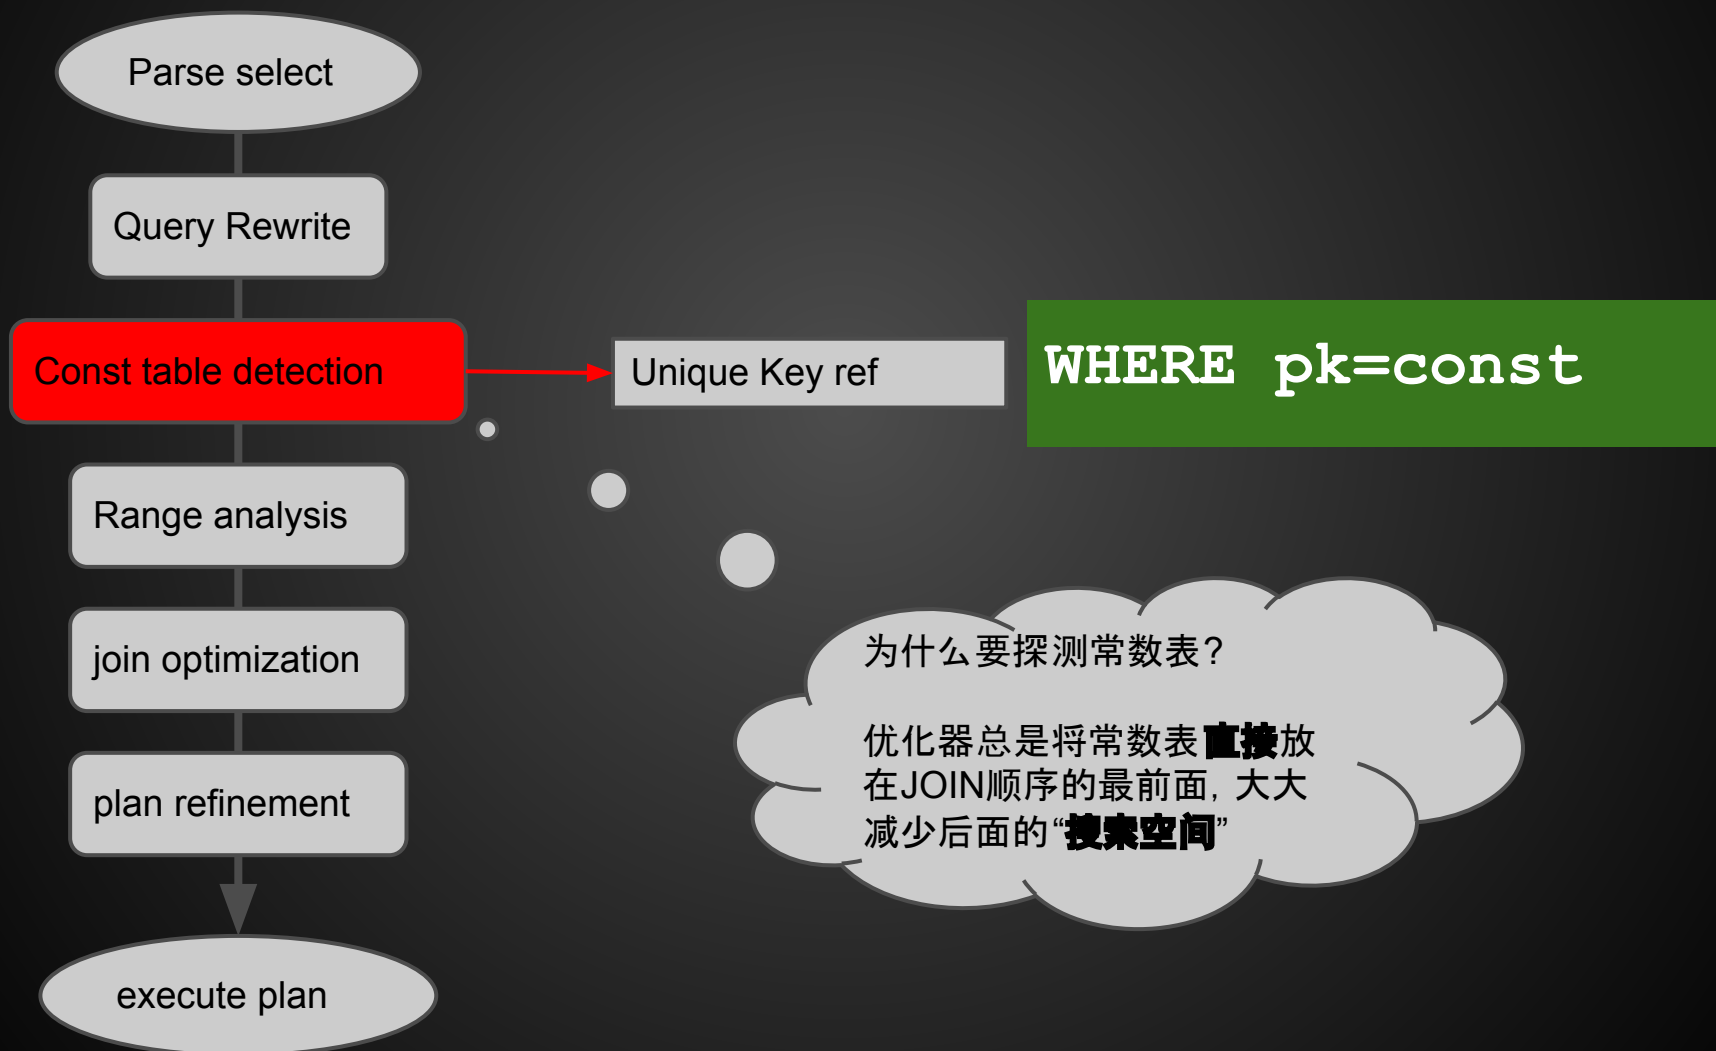 Parse select
Query Rewrite
Const table detection
Unique Key ref
WHERE pk=const
Range analysis
join optimization
plan refinement
execute plan
为什么要探测常数表?
优化器总是将常数表直接放
在JOIN顺序的最前面, 大大
减少后面的“搜索空间”